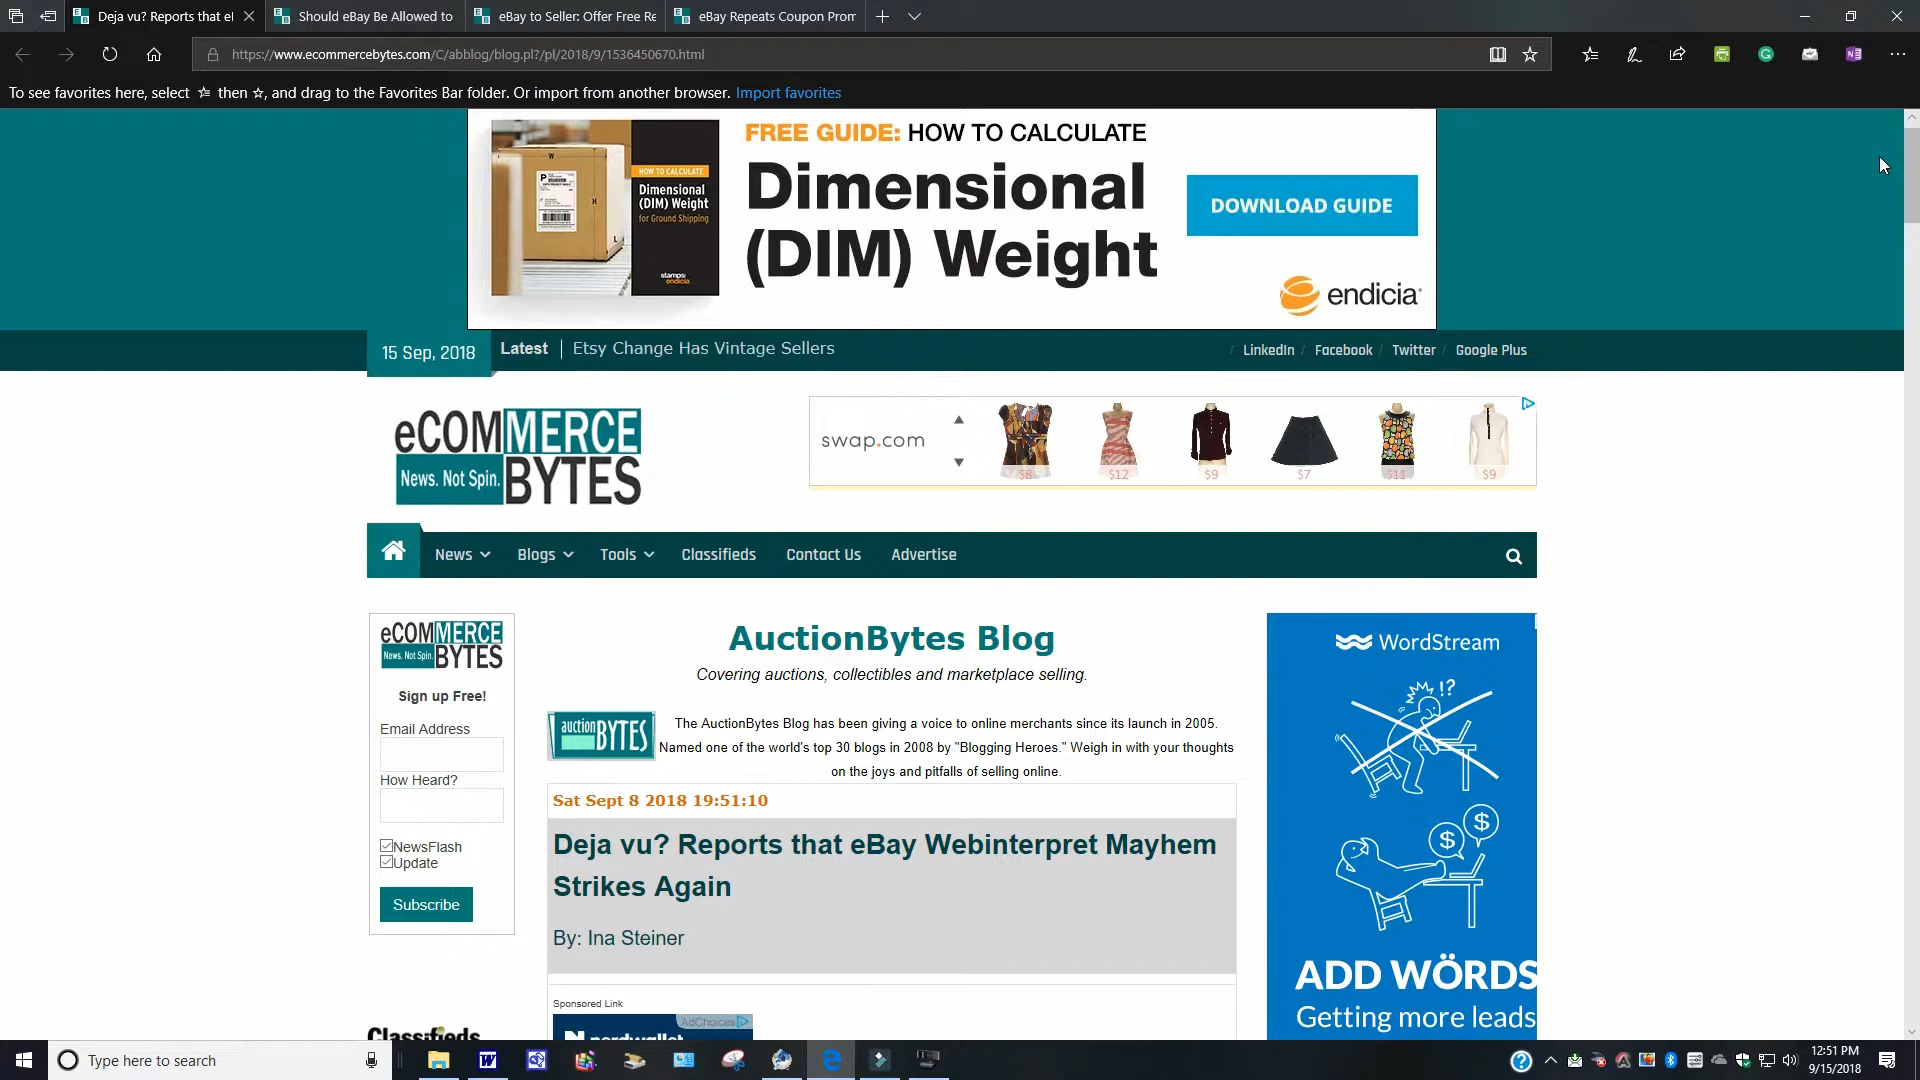 Deja vu? Reports that eI
Should eBay Be Allowed to
eBay to Seller: Offer Free Re
eBay Repeats Coupon Prom
https://www.ecommercebytes.com/C/abblog/blog.pl?/pl/2018/9/1536450670.html
To see favorites here, select then , and drag to the Favorites Bar folder. Or import from another browser. Import favorites
FREE GUIDE: HOW TO CALCULATE
Dimensional
(DIM) Weight
DOWNLOAD GUIDE
endicia
HOW TO CALCULATE
Dimensional
(DIM) Weight
for Ground Shipping
stamps
endicia
W
P
H
L
15 Sep, 2018
Latest
Etsy Change Has Vintage Sellers
/ LinkedIn / Facebook / Twitter / Google Plus
eCOMMERCE
News. Not Spin. BYTES
swap.com
$8 $12 $9 $7 $11 $9
News Blogs Tools Classifieds Contact Us Advertise
eCOMMERCE
News. Not Spin. BYTES
Sign up Free!
Email Address
How Heard?
NewsFlash
Update
Subscribe
Classifieds
AuctionBytes Blog
Covering auctions, collectibles and marketplace selling.
auction
BYTES
The AuctionBytes Blog has been giving a voice to online merchants since its launch in 2005.
Named one of the world's top 30 blogs in 2008 by "Blogging Heroes." Weigh in with your thoughts
on the joys and pitfalls of selling online.
Sat Sept 8 2018 19:51:10
Deja vu? Reports that eBay Webinterpret Mayhem
Strikes Again
By: Ina Steiner
Sponsored Link
AdChoices
nerdwallet
WordStream
!?
$ $
ADD WÖRDS
Getting more leads
Type here to search
12:51 PM
9/15/2018